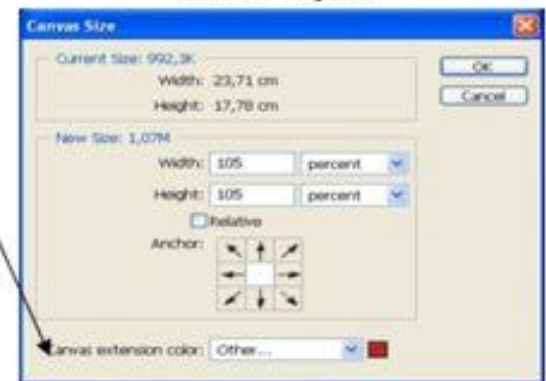 Canvas Size
Current Size: 992,3K
Width: 23,71 cm
Height: 17,78 cm
OK
Cancel
New Size: 1,07M
Width: 105 percent
Height: 105 percent
Relative
Anchor:
Canvas extension color: Other...